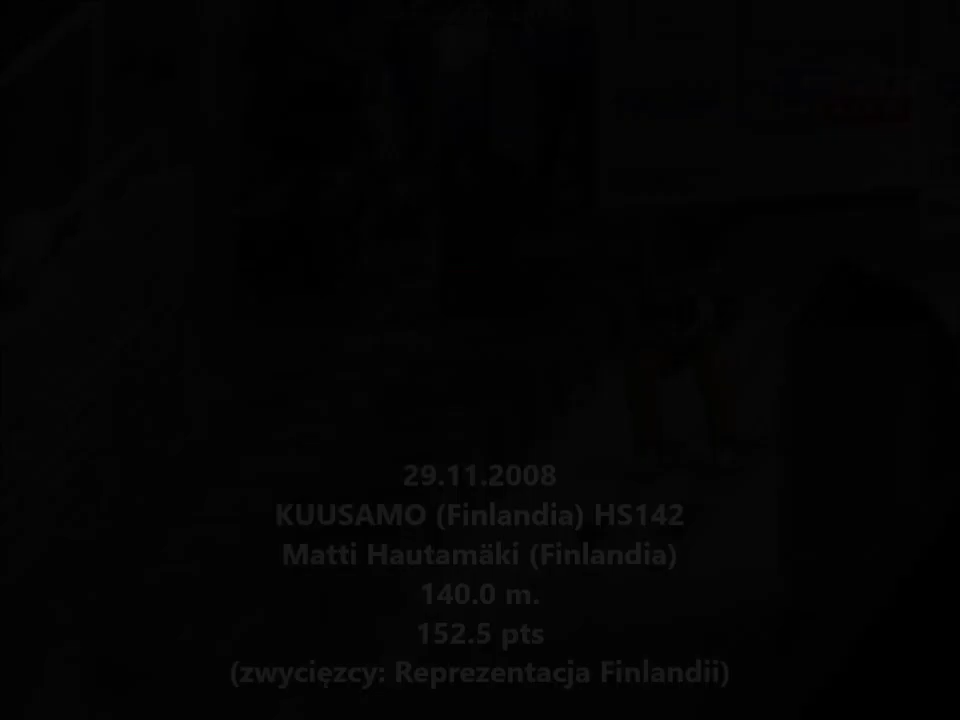 29.11.2008
KUUSAMO (Finlandia) HS142
Matti Hautamäki (Finlandia)
140.0 m.
152.5 pts
(zwycięzcy: Reprezentacja Finlandii)